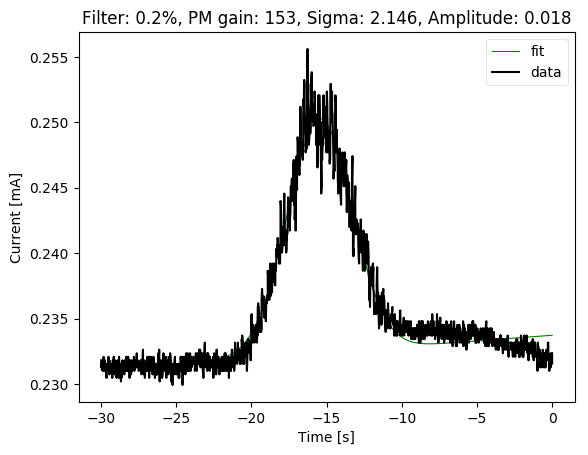 Filter: 0.2%, PM gain: 153, Sigma: 2.146, Amplitude: 0.018
fit
data
0.255
0.250
0.245
0.240
0.235
0.230
Current [mA]
−30 −25 −20 −15 −10 −5 0
Time [s]